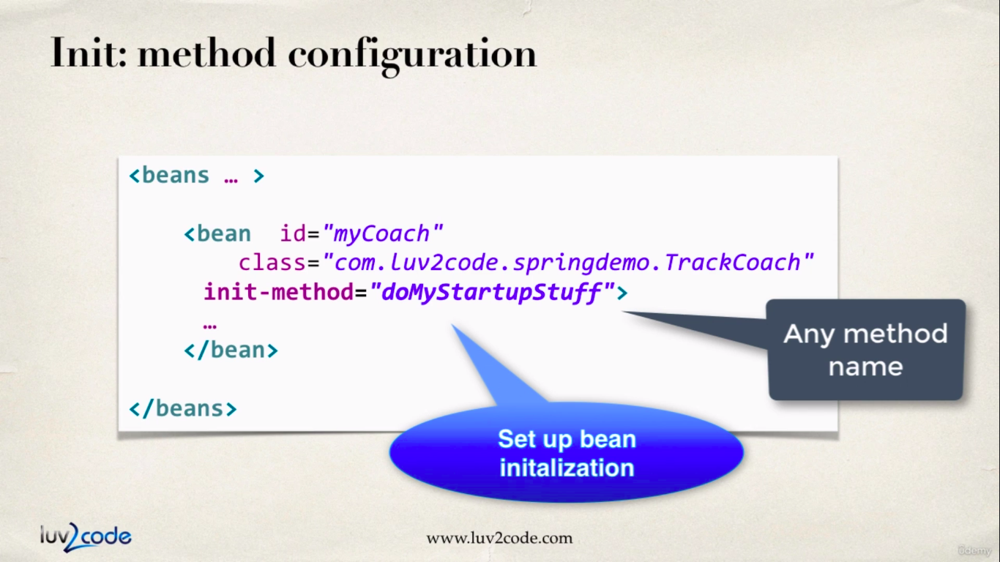 Init: method configuration
<beans … >
<bean  id="myCoach"
class="com.luv2code.springdemo.TrackCoach"
init-method="doMyStartupStuff">
…
</bean>
</beans>
Any method
name
Set up bean
initalization
luv2code
www.luv2code.com
ûdemy